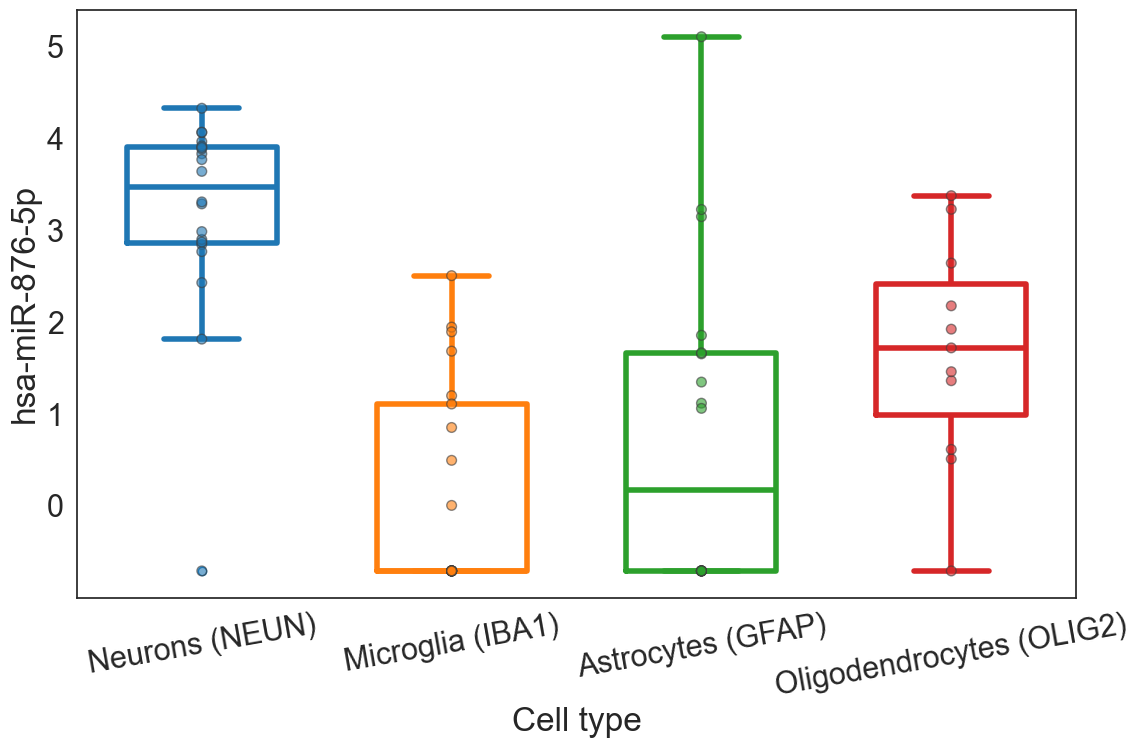 hsa-miR-876-5p
5
4
3
2
1
0
Neurons (NEUN)
Microglia (IBA1)
Astrocytes (GFAP)
Oligodendrocytes (OLIG2)
Cell type